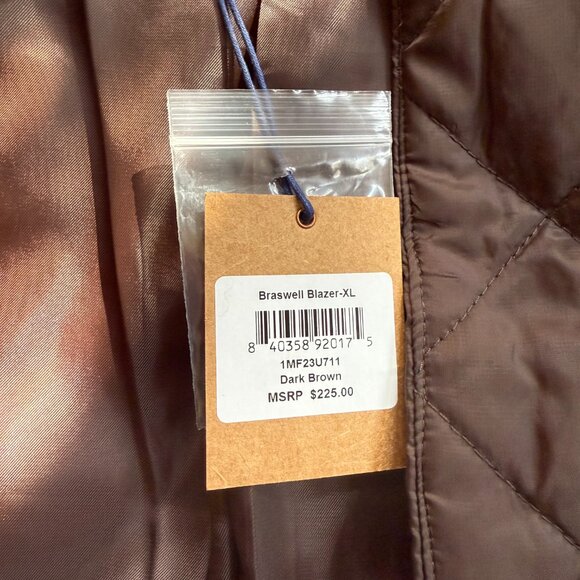 Braswell Blazer-XL
8 40358 92017 5
1MF23U711
Dark Brown
MSRP $225.00